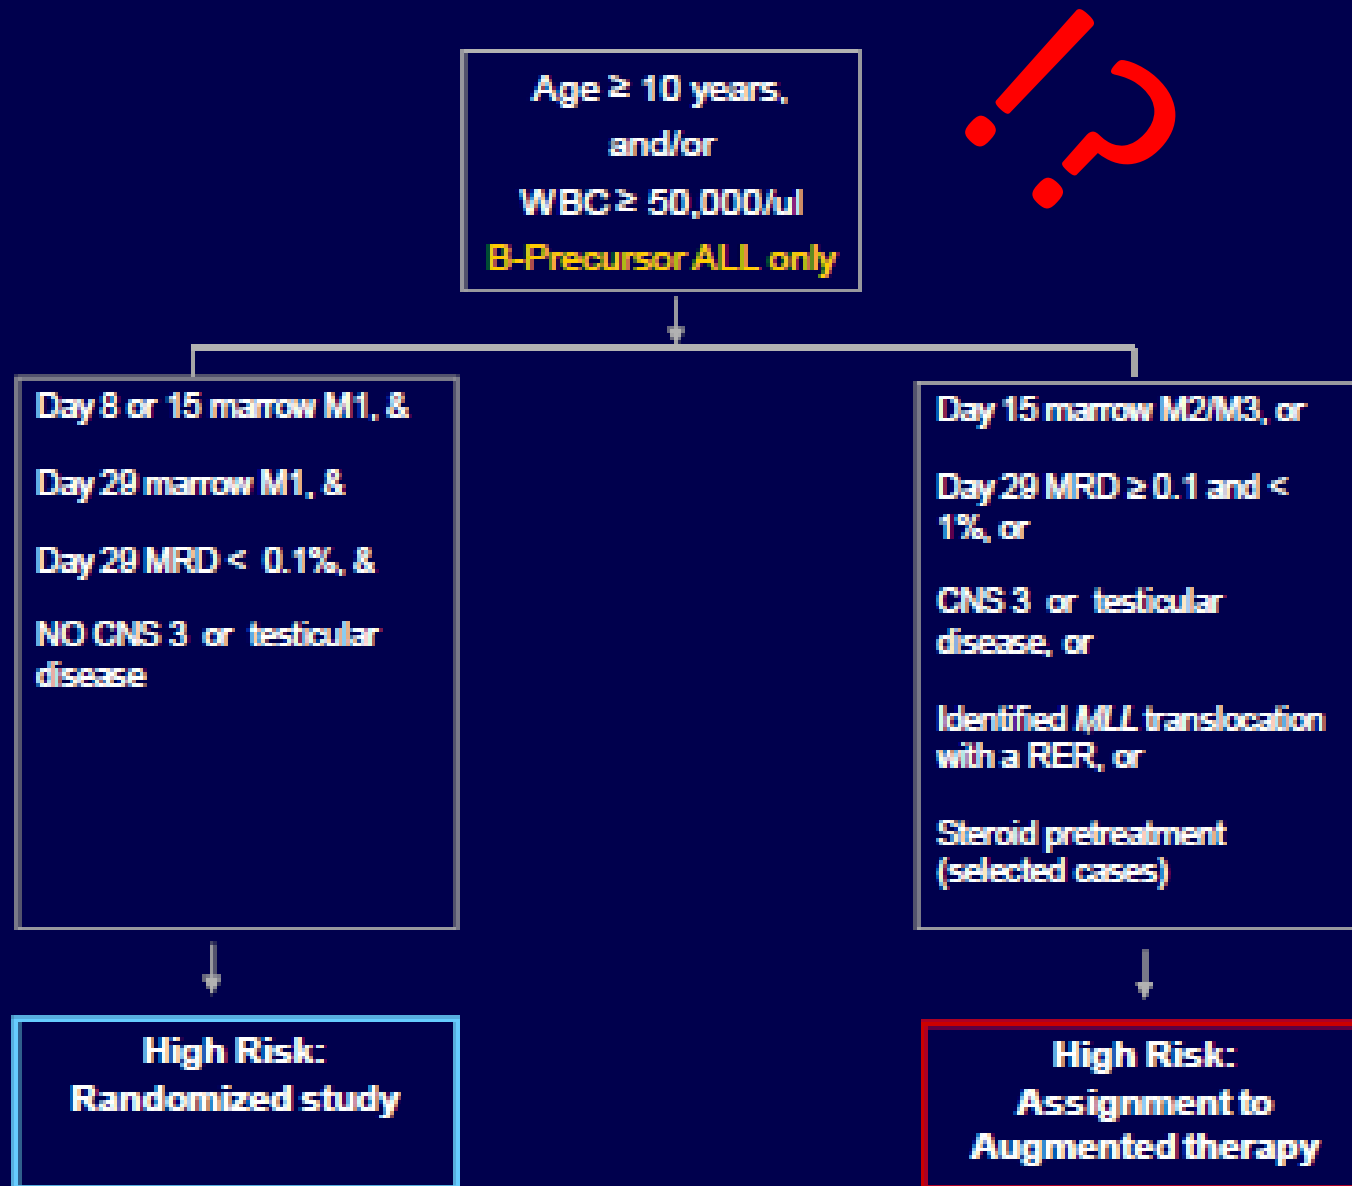 !?
Age ≥ 10 years,
and/or
WBC ≥ 50,000/ul
B-Precursor ALL only
Day 8 or 15 marrow M1, &
Day 29 marrow M1, &
Day 29 MRD < 0.1%, &
NO CNS 3 or testicular
disease
Day 15 marrow M2/M3, or
Day 29 MRD ≥ 0.1 and <
1%, or
CNS 3 or testicular
disease, or
Identified MLL translocation
with a RER, or
Steroid pretreatment
(selected cases)
High Risk:
Randomized study
High Risk:
Assignment to
Augmented therapy